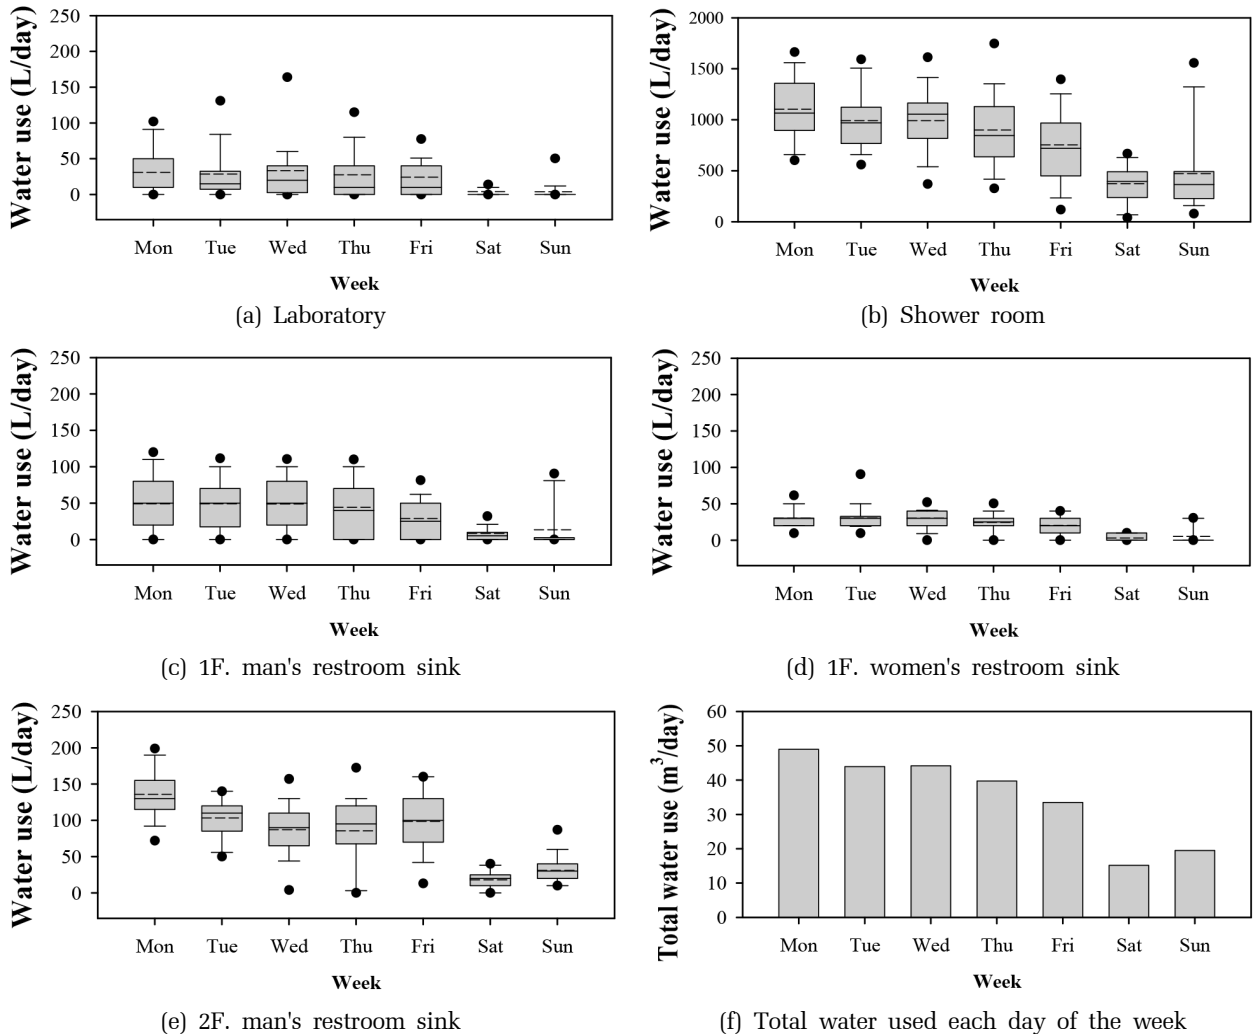 Water use (L/day)
250
200
150
100
50
0
Mon Tue Wed Thu Fri Sat Sun
Week
(a) Laboratory
Water use (L/day)
2000
1500
1000
500
0
Mon Tue Wed Thu Fri Sat Sun
Week
(b) Shower room
Water use (L/day)
250
200
150
100
50
0
Mon Tue Wed Thu Fri Sat Sun
Week
(c) 1F. man's restroom sink
Water use (L/day)
250
200
150
100
50
0
Mon Tue Wed Thu Fri Sat Sun
Week
(d) 1F. women's restroom sink
Water use (L/day)
250
200
150
100
50
0
Mon Tue Wed Thu Fri Sat Sun
Week
(e) 2F. man's restroom sink
Total water use (m³/day)
60
50
40
30
20
10
0
Mon Tue Wed Thu Fri Sat Sun
Week
(f) Total water used each day of the week